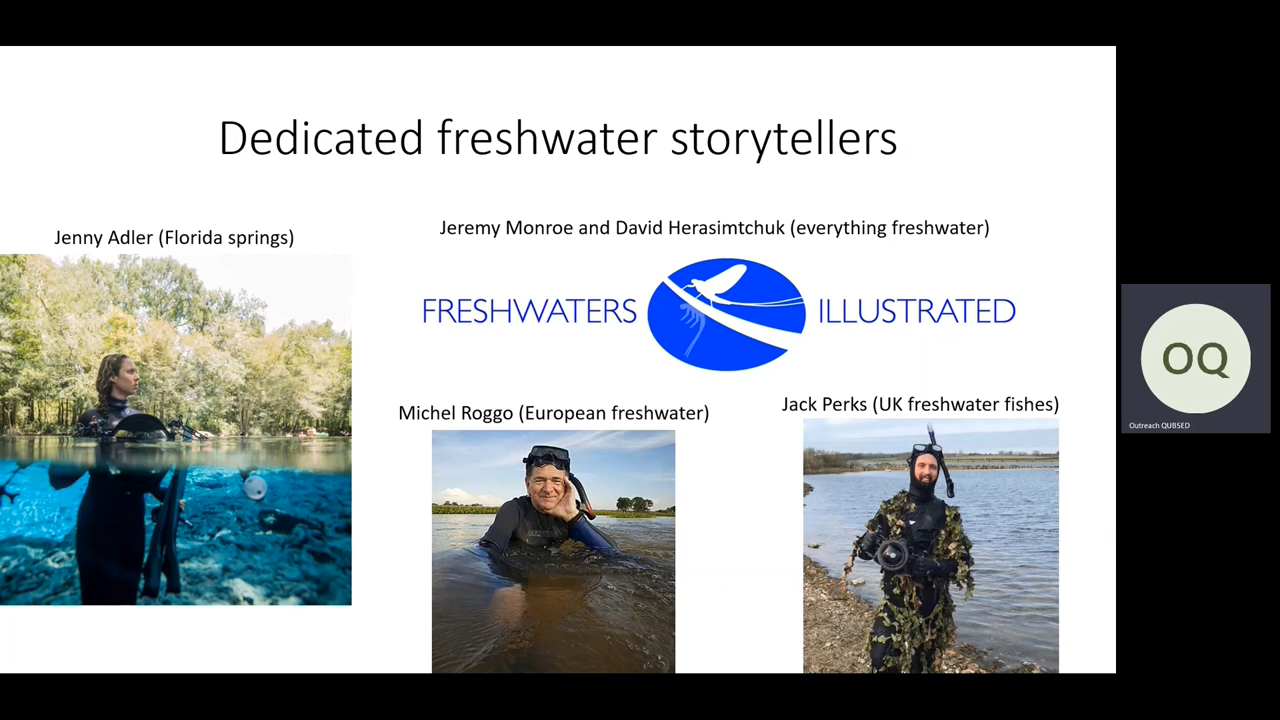 Dedicated freshwater storytellers
Jenny Adler (Florida springs)
Jeremy Monroe and David Herasimtchuk (everything freshwater)
FRESHWATERS ILLUSTRATED
Michel Roggo (European freshwater)
Jack Perks (UK freshwater fishes)
OQ
Outreach QUBSED